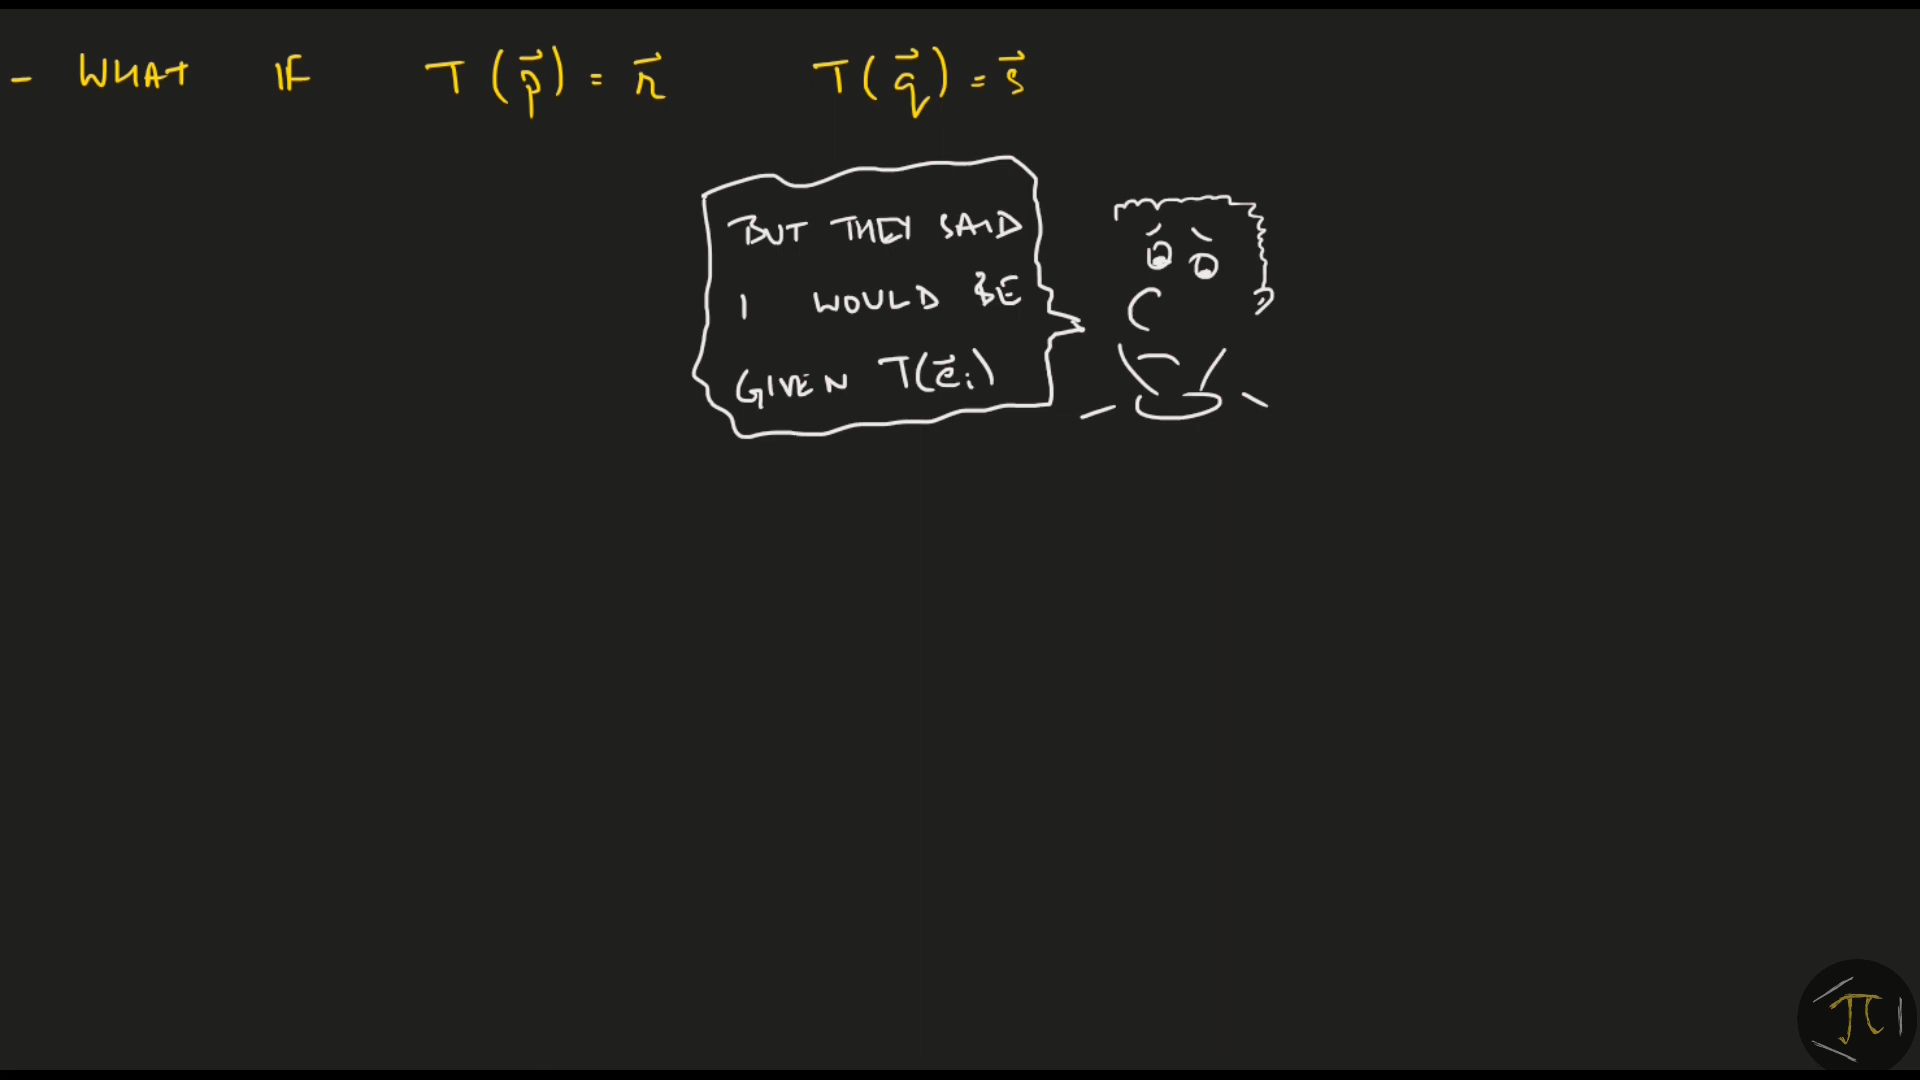 - WHAT IF T(p⃗) = r⃗ T(q⃗) = s⃗
BUT THEY SAID
I WOULD BE
GIVEN T(e⃗ᵢ)
π